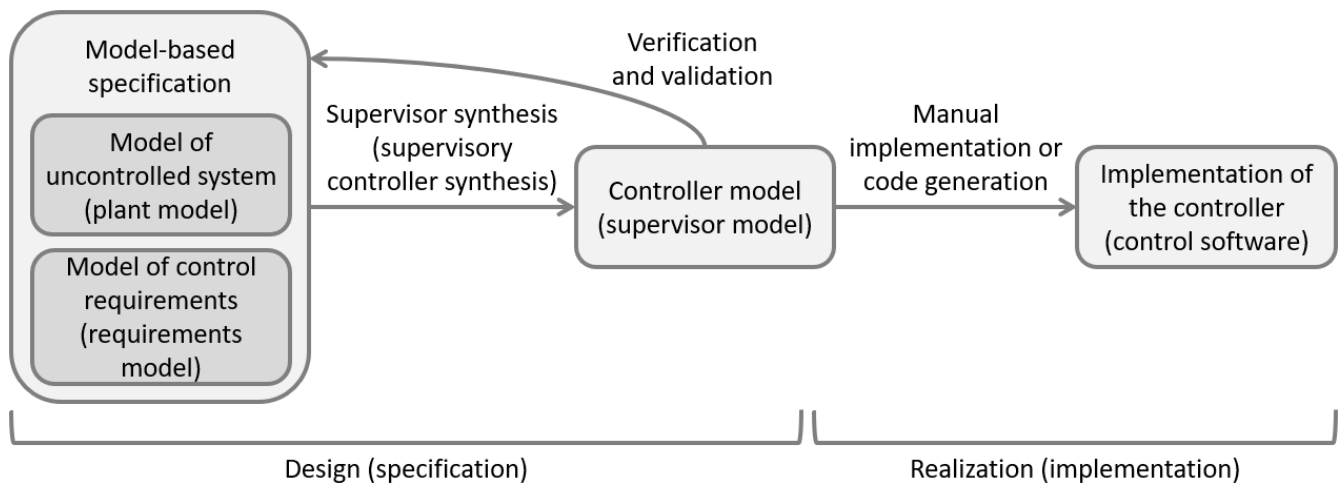 Model-based
specification
Model of
uncontrolled system
(plant model)
Model of control
requirements
(requirements
model)
Verification
and validation
Supervisor synthesis
(supervisory
controller synthesis)
Controller model
(supervisor model)
Manual
implementation or
code generation
Implementation of
the controller
(control software)
Design (specification)
Realization (implementation)